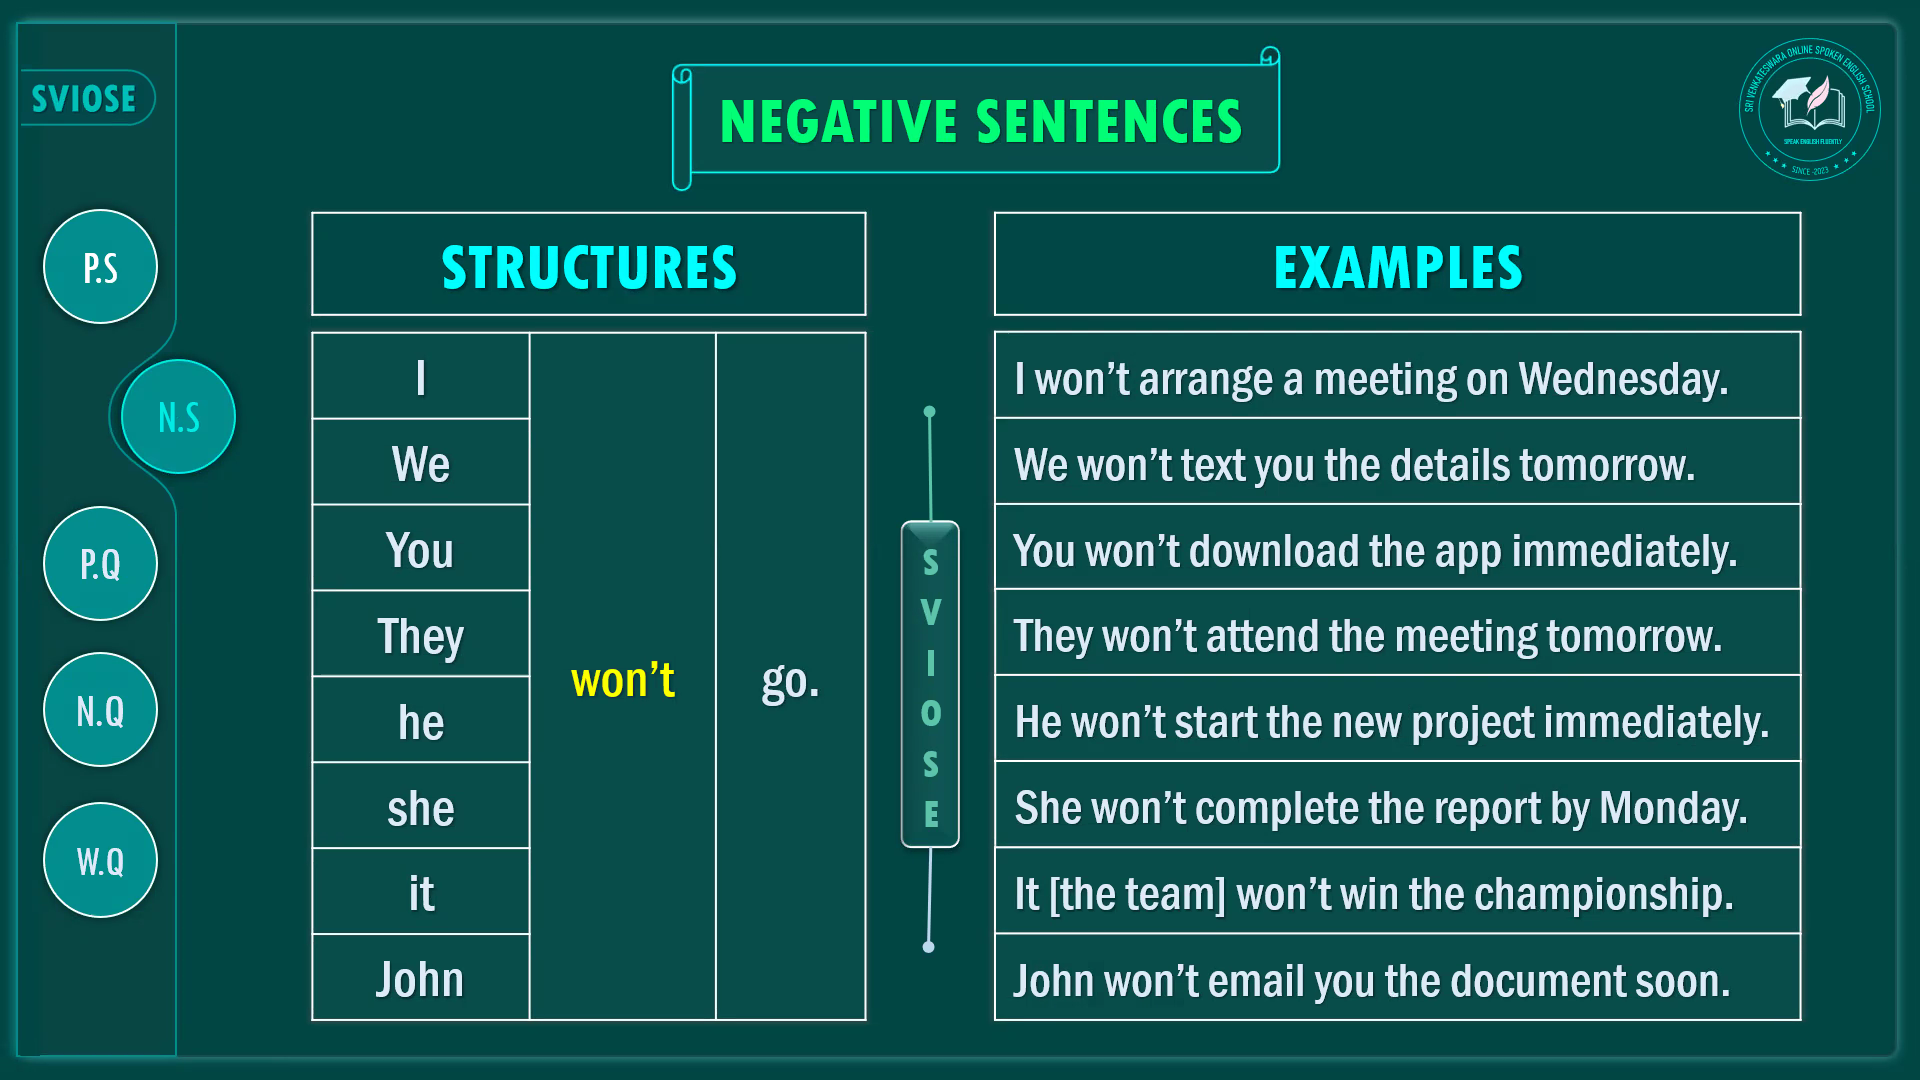 SVIOSE
NEGATIVE SENTENCES
SRI VENKATESWARA ONLINE SPOKEN ENGLISH SCHOOL
SPEAK ENGLISH FLUENTLY
SINCE -2023
P.S
N.S
P.Q
N.Q
W.Q
STRUCTURES
I
We
You
They
he
she
it
John
won’t
go.
SVIOSE
EXAMPLES
I won’t arrange a meeting on Wednesday.
We won’t text you the details tomorrow.
You won’t download the app immediately.
They won’t attend the meeting tomorrow.
He won’t start the new project immediately.
She won’t complete the report by Monday.
It [the team] won’t win the championship.
John won’t email you the document soon.